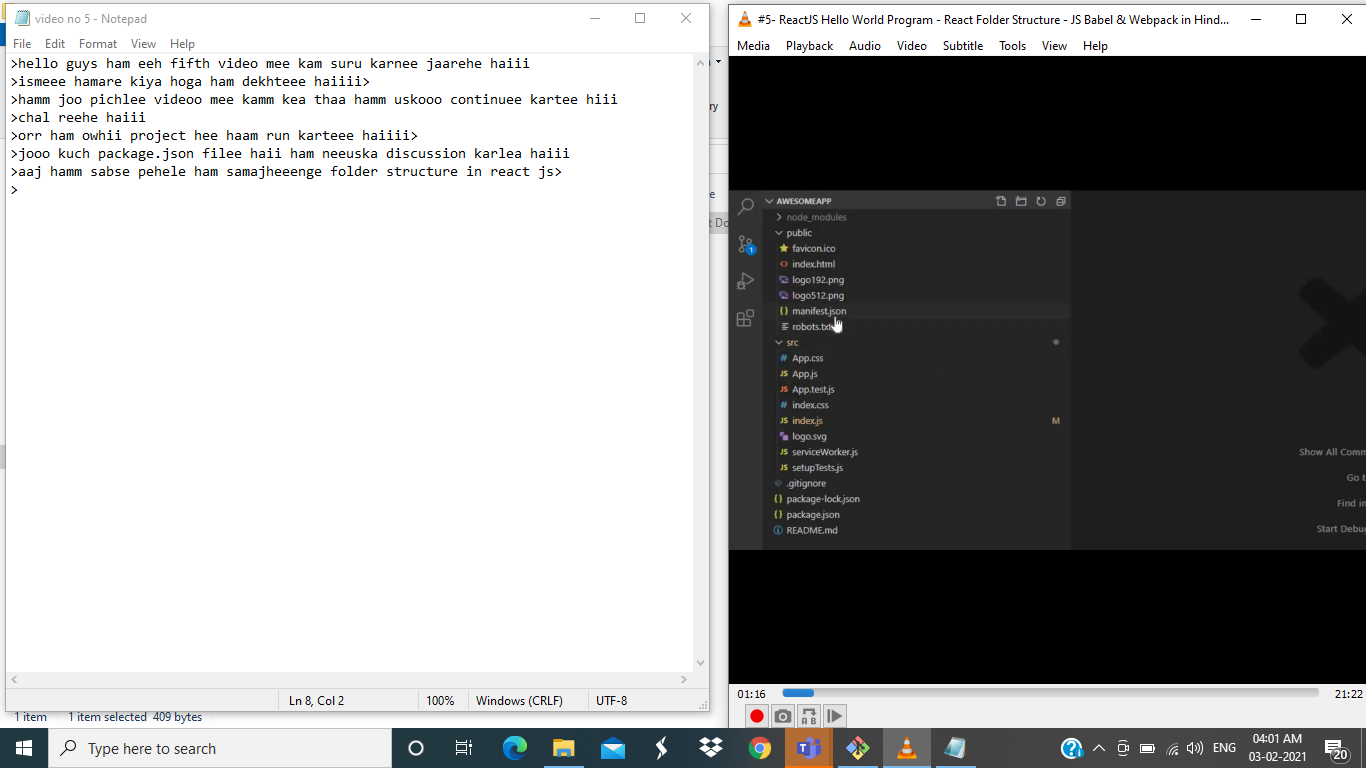 video no 5 - Notepad
File Edit Format View Help
>hello guys ham eeh fifth video mee kam suru karnee jaarehe haiii
>ismeee hamare kiya hoga ham dekhteee haiiii>
>hamm joo pichlee videoo mee kamm kea thaa hamm uskooo continuee kartee hiii
>chal reehe haiii
>orr ham owhii project hee haam run karteee haiiii>
>jooo kuch package.json filee haii ham neeuska discussion karlea haiii
>aaj hamm sabse pehele ham samajheeenge folder structure in react js>
>
Ln 8, Col 2 100% Windows (CRLF) UTF-8
1 item 1 item selected 409 bytes
#5- ReactJS Hello World Program - React Folder Structure - JS Babel & Webpack in Hind...
Media Playback Audio Video Subtitle Tools View Help
AWESOMEAPP
node_modules
public
favicon.ico
index.html
logo192.png
logo512.png
manifest.json
robots.txt
src
App.css
App.js
App.test.js
index.css
index.js M
logo.svg
serviceWorker.js
setupTests.js
.gitignore
package-lock.json
package.json
README.md
Show All Comm
Go t
Find in
Start Debu
01:16 21:22
Type here to search
ENG
04:01 AM
03-02-2021
20